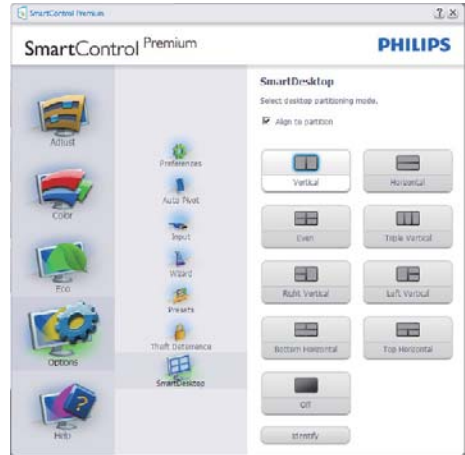 SmartControl Premium
SmartControl Premium
PHILIPS
Adjust
Color
Eco
Options
Help
Preferences
Auto Pivot
Input
Wizard
Presets
Theft Deterrence
SmartDesktop
SmartDesktop
Select desktop partitioning mode.
Align to partition
Vertical
Horizontal
Even
Triple Vertical
Right Vertical
Left Vertical
Bottom Horizontal
Top Horizontal
Off
Identify